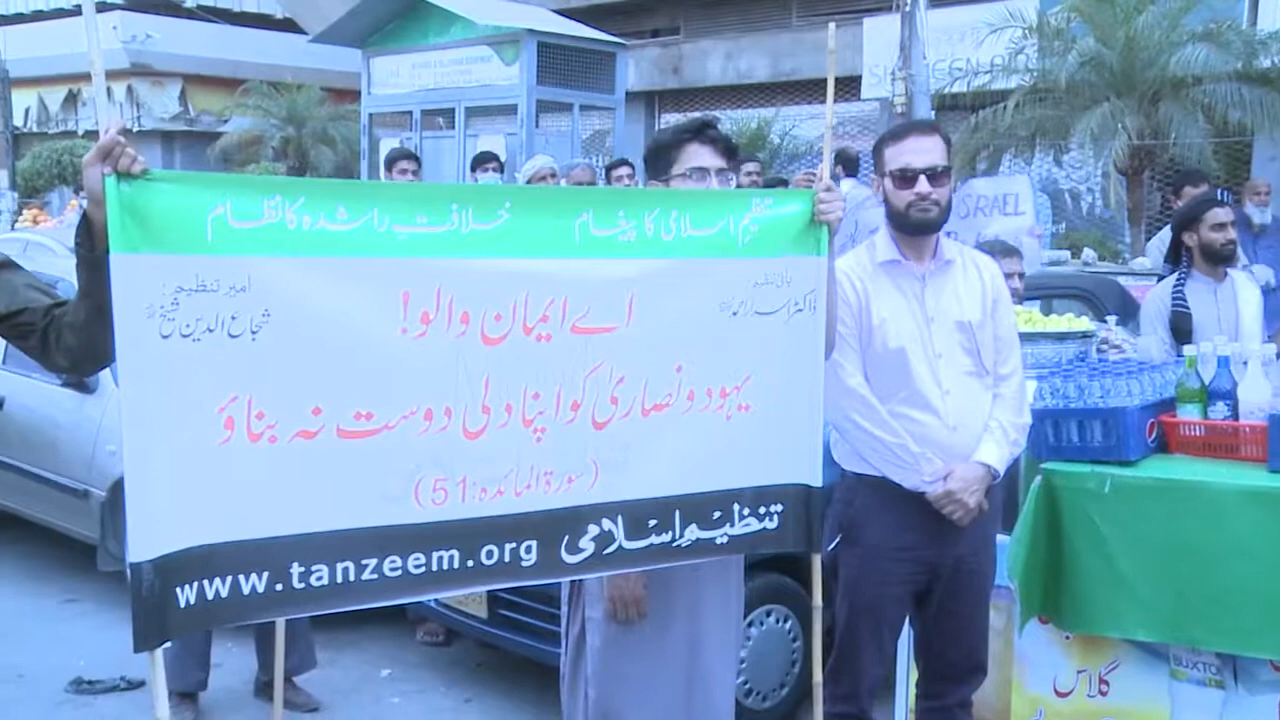 تنظیمِ اسلامی کا پیغام خلافتِ راشدہ کا نظام
بانی تنظیم:
ڈاکٹر اسرار احمدؒ
امیر تنظیم:
شجاع الدین شیخ
اے ایمان والو!
یہود و نصاریٰ کو اپنا دلی دوست نہ بناؤ
(سورۃ المائدہ:51)
تنظیمِ اسلامی www.tanzeem.org
ISRAEL
گلاس
BUXTON